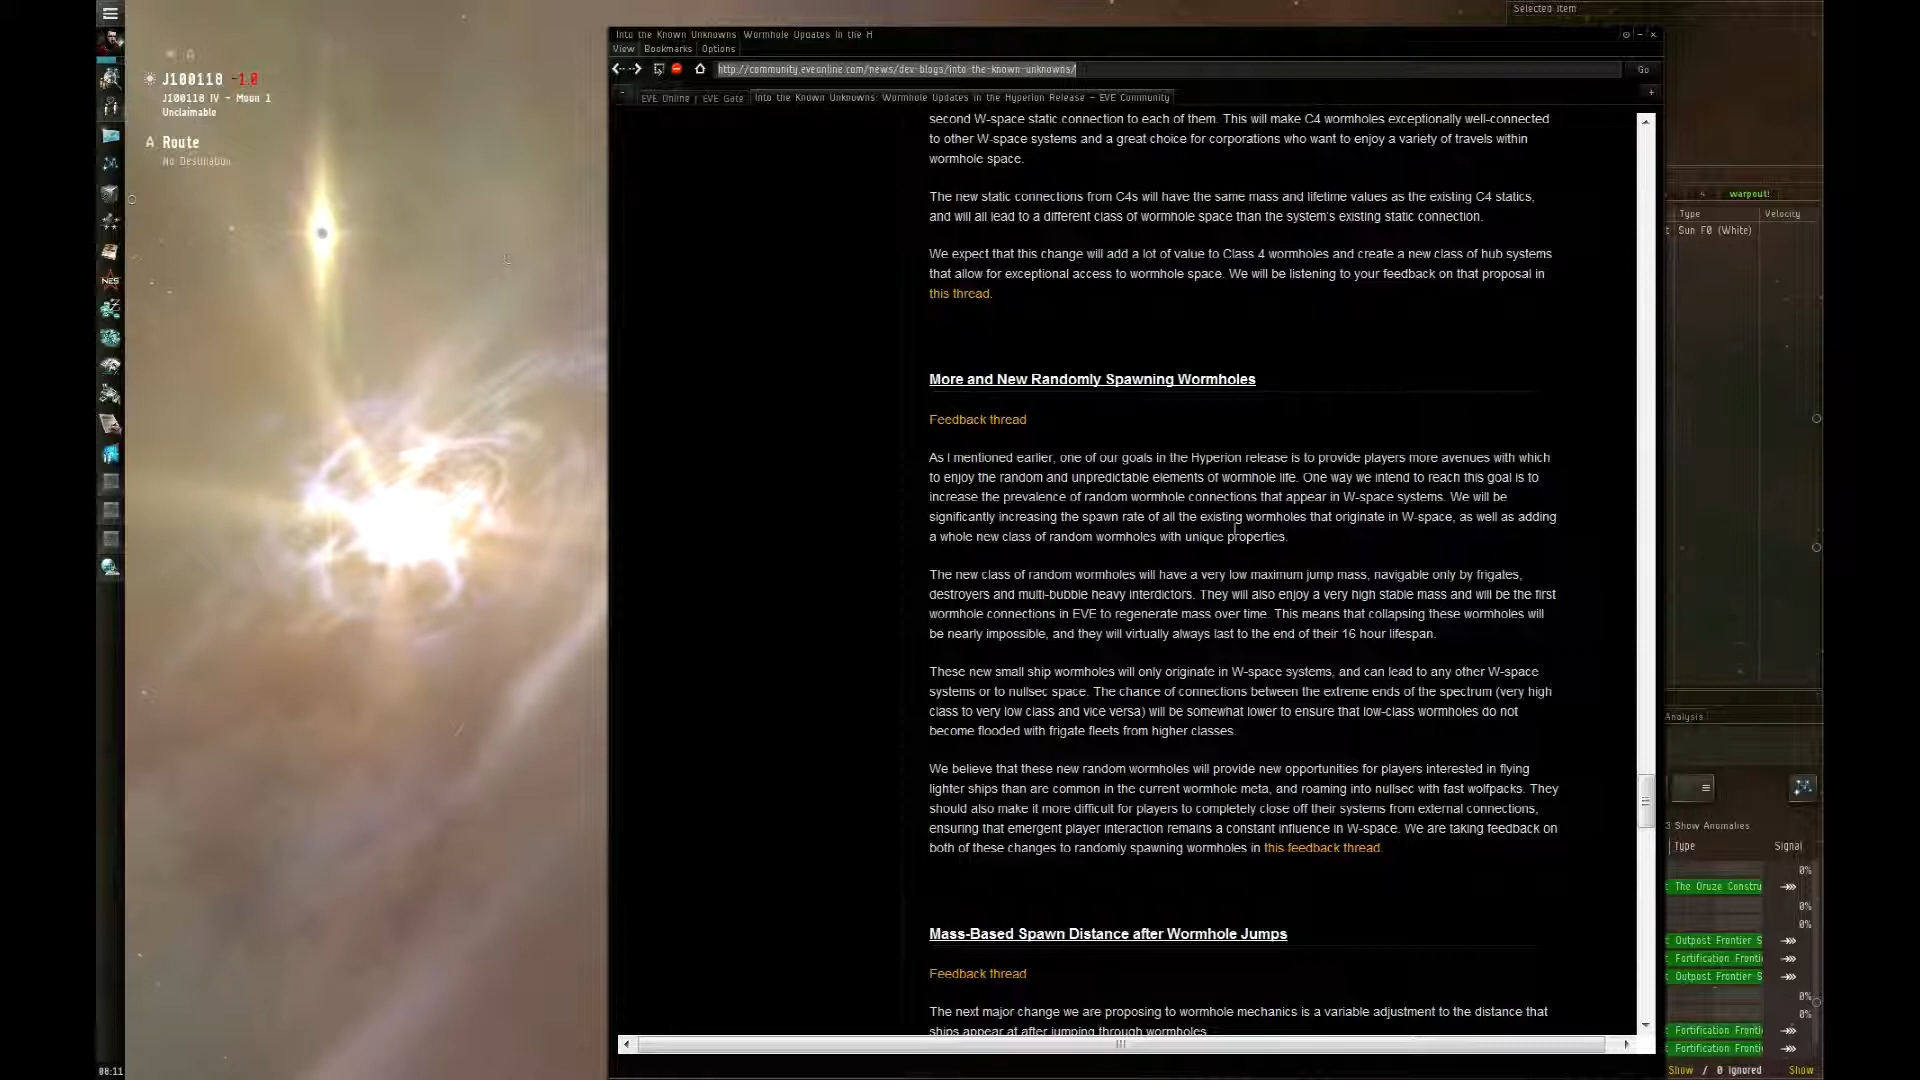 Selected Item
Into the Known Unknowns: Wormhole Updates in the H
View Bookmarks Options
http://community.eveonline.com/news/dev-blogs/into-the-known-unknowns/
Go
EVE Online | EVE Gate
Into the Known Unknowns: Wormhole Updates in the Hyperion Release - EVE Community
J100118 -1.0
J100118 IV - Moon 1
Unclaimable
Route
No Destination
NES
08:11
second W-space static connection to each of them. This will make C4 wormholes exceptionally well-connected
to other W-space systems and a great choice for corporations who want to enjoy a variety of travels within
wormhole space.
The new static connections from C4s will have the same mass and lifetime values as the existing C4 statics,
and will all lead to a different class of wormhole space than the system's existing static connection.
We expect that this change will add a lot of value to Class 4 wormholes and create a new class of hub systems
that allow for exceptional access to wormhole space. We will be listening to your feedback on that proposal in
this thread.
More and New Randomly Spawning Wormholes
Feedback thread
As I mentioned earlier, one of our goals in the Hyperion release is to provide players more avenues with which
to enjoy the random and unpredictable elements of wormhole life. One way we intend to reach this goal is to
increase the prevalence of random wormhole connections that appear in W-space systems. We will be
significantly increasing the spawn rate of all the existing wormholes that originate in W-space, as well as adding
a whole new class of random wormholes with unique properties.
The new class of random wormholes will have a very low maximum jump mass, navigable only by frigates,
destroyers and multi-bubble heavy interdictors. They will also enjoy a very high stable mass and will be the first
wormhole connections in EVE to regenerate mass over time. This means that collapsing these wormholes will
be nearly impossible, and they will virtually always last to the end of their 16 hour lifespan.
These new small ship wormholes will only originate in W-space systems, and can lead to any other W-space
systems or to nullsec space. The chance of connections between the extreme ends of the spectrum (very high
class to very low class and vice versa) will be somewhat lower to ensure that low-class wormholes do not
become flooded with frigate fleets from higher classes.
We believe that these new random wormholes will provide new opportunities for players interested in flying
lighter ships than are common in the current wormhole meta, and roaming into nullsec with fast wolfpacks. They
should also make it more difficult for players to completely close off their systems from external connections,
ensuring that emergent player interaction remains a constant influence in W-space. We are taking feedback on
both of these changes to randomly spawning wormholes in this feedback thread.
Mass-Based Spawn Distance after Wormhole Jumps
Feedback thread
The next major change we are proposing to wormhole mechanics is a variable adjustment to the distance that
ships appear at after jumping through wormholes
warpout!
Type Velocity
Sun F0 (White)
Analysis
Show Anomalies
Type Signal
0%
The Oruze Constru
0%
0%
Outpost Frontier S
Fortification Fronti
Outpost Frontier S
0%
0%
Fortification Fronti
Fortification Fronti
Show / 0 Ignored Show